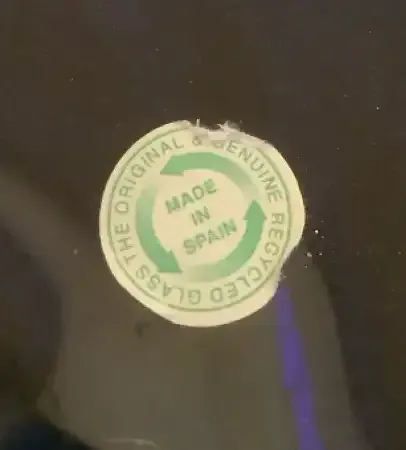 THE ORIGINAL & GENUINE RECYCLED GLASS
MADE
IN
SPAIN